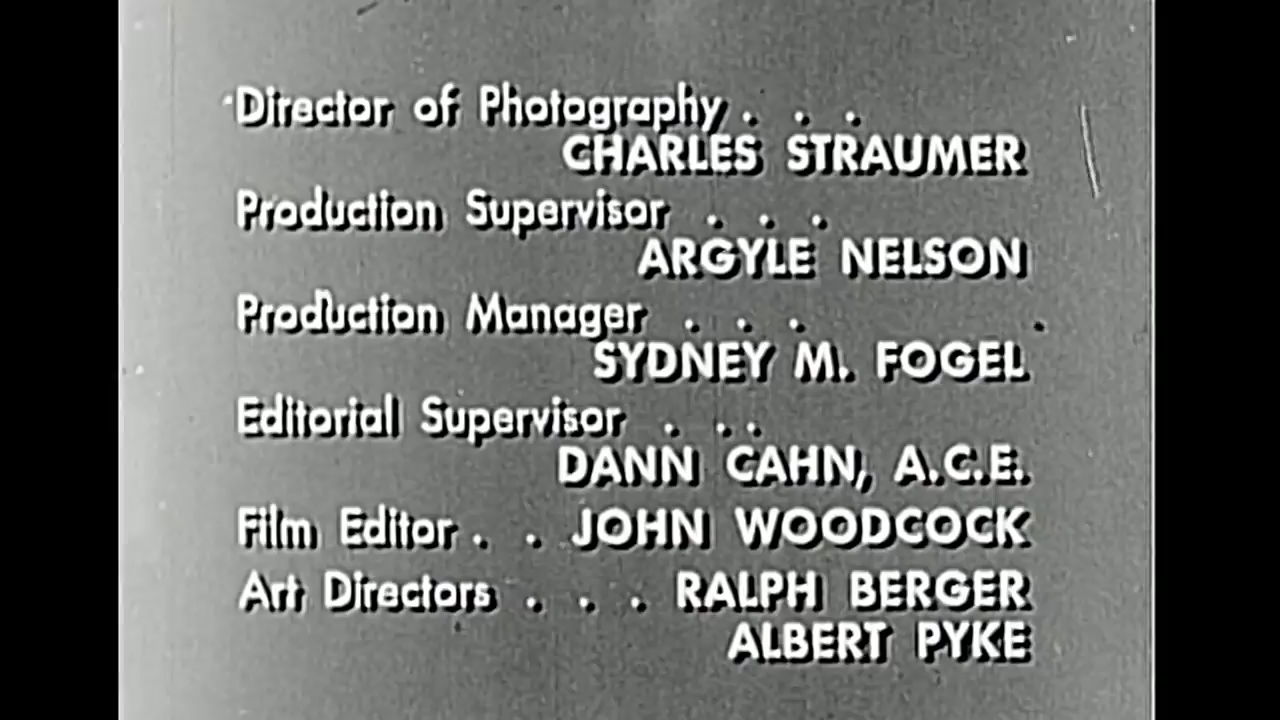 Director of Photography . . .
CHARLES STRAUMER
Production Supervisor . . .
ARGYLE NELSON
Production Manager . . .
SYDNEY M. FOGEL
Editorial Supervisor . . .
DANN CAHN, A.C.E.
Film Editor . . JOHN WOODCOCK
Art Directors . . . RALPH BERGER
ALBERT PYKE